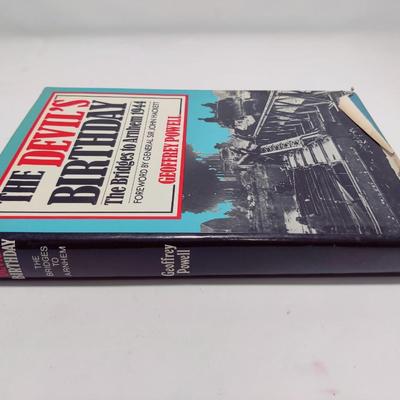 THE DEVIL'S
BIRTHDAY
The Bridges to Arnhem 1944
FOREWORD BY GENERAL SIR JOHN HACKETT
GEOFFREY POWELL
BIRTHDAY
THE
BRIDGES
TO
ARNHEM
Geoffrey
Powell